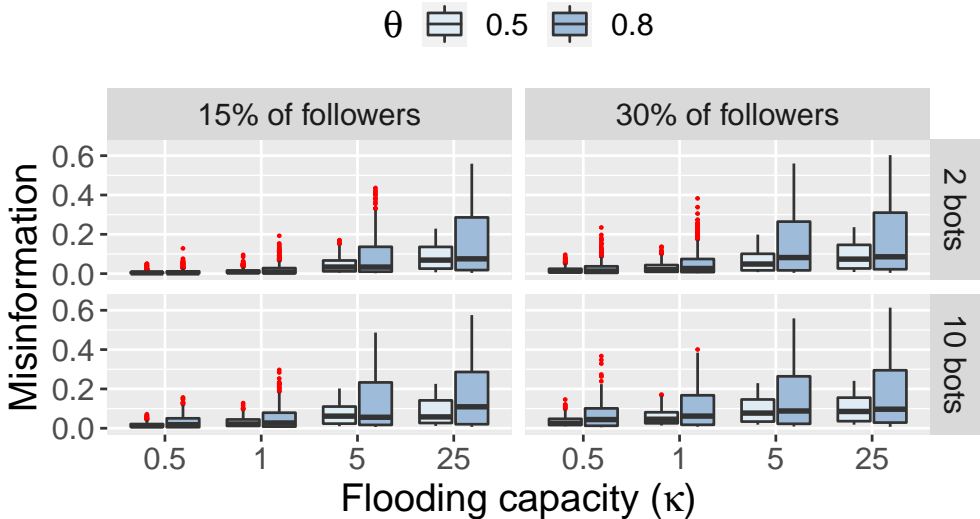 θ 0.5 0.8
15% of followers 30% of followers
Misinformation
0.6
0.4
0.2
0.0
2 bots
0.6
0.4
0.2
0.0
10 bots
0.5 1 5 25 0.5 1 5 25
Flooding capacity (κ)